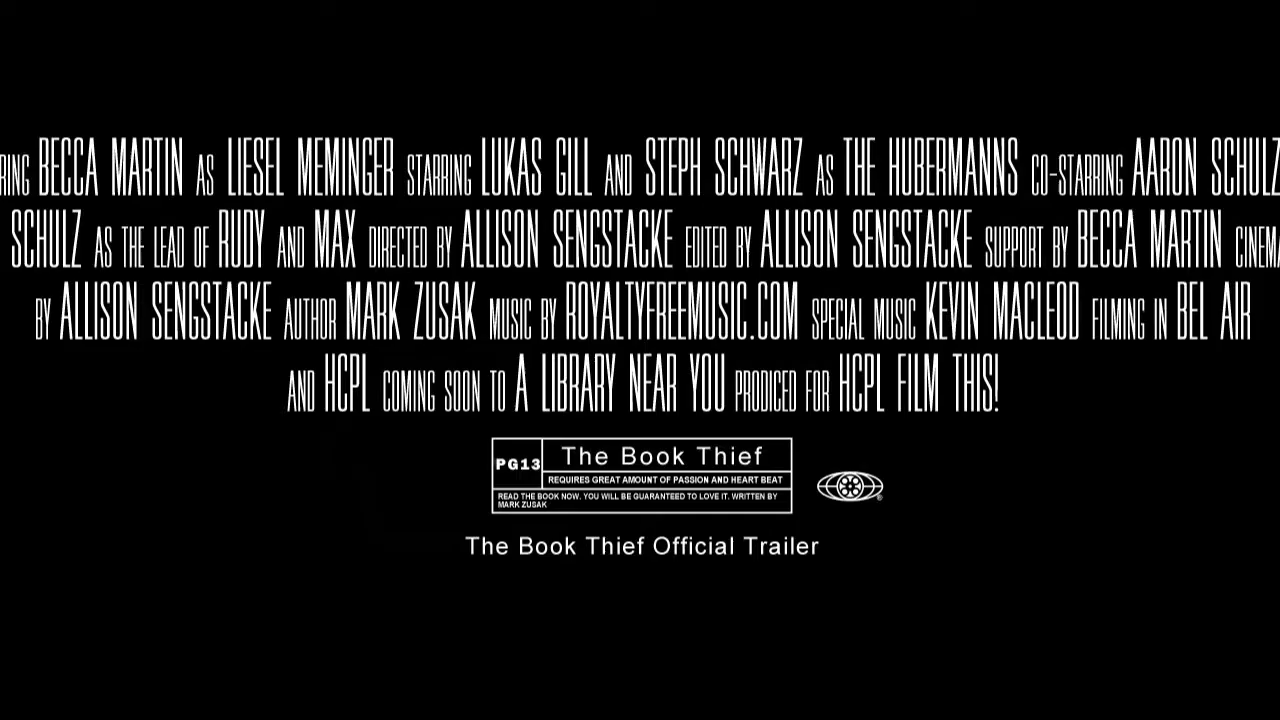 RING BECCA MARTIN AS LIESEL MEMINGER STARRING LUKAS GILL AND STEPH SCHWARZ AS THE HUBERMANNS CO-STARRING AARON SCHULZ
SCHULZ AS THE LEAD OF RUDY AND MAX DIRECTED BY ALLISON SENGSTACKE EDITED BY ALLISON SENGSTACKE SUPPORT BY BECCA MARTIN CINEMA
BY ALLISON SENGSTACKE AUTHOR MARK ZUSAK MUSIC BY ROYALTYFREEMUSIC.COM SPECIAL MUSIC KEVIN MACLEOD FILMING IN BEL AIR
AND HCPL COMING SOON TO A LIBRARY NEAR YOU PRODICED FOR HCPL FILM THIS!
PG13
The Book Thief
REQUIRES GREAT AMOUNT OF PASSION AND HEART BEAT
READ THE BOOK NOW. YOU WILL BE GUARANTEED TO LOVE IT. WRITTEN BY
MARK ZUSAK
®
The Book Thief Official Trailer